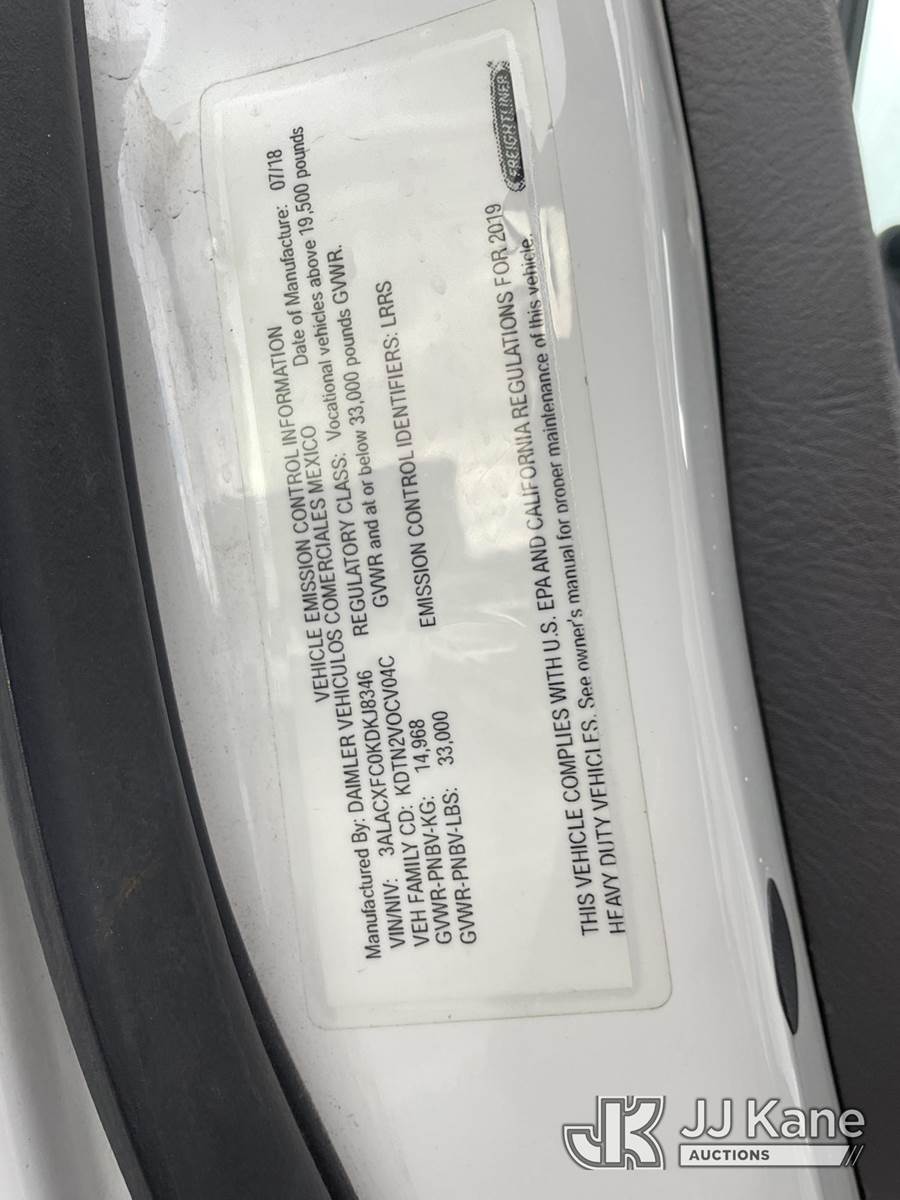 VEHICLE EMISSION CONTROL INFORMATION
Manufactured By: DAIMLER VEHICULOS COMERCIALES MEXICO Date of Manufacture: 07/18
VIN/NIV: 3ALACXFC0KDKJ8346 REGULATORY CLASS: Vocational vehicles above 19,500 pounds
VEH FAMILY CD: KDTN2VOCV04C GVWR and at or below 33,000 pounds GVWR.
GVWR-PNBV-KG: 14,968
GVWR-PNBV-LBS: 33,000 EMISSION CONTROL IDENTIFIERS: LRRS
THIS VEHICLE COMPLIES WITH U.S. EPA AND CALIFORNIA REGULATIONS FOR 2019
HEAVY DUTY VEHICLES. See owner's manual for proper maintenance of this vehicle.
FREIGHTLINER
JK JJ Kane
AUCTIONS